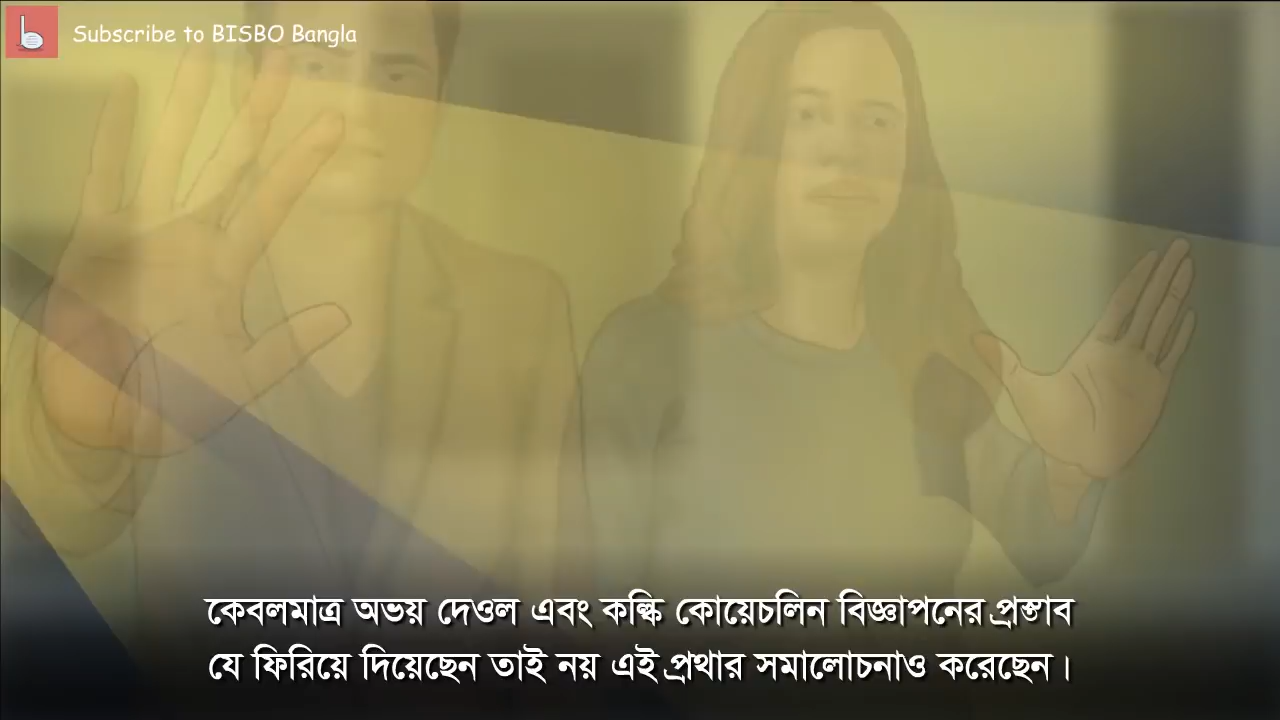 Subscribe to BISBO Bangla
কেবলমাত্র অভয় দেওল এবং কল্কি কোয়েচলিন বিজ্ঞাপনের প্রস্তাব
যে ফিরিয়ে দিয়েছেন তাই নয় এই প্রথার সমালোচনাও করেছেন।